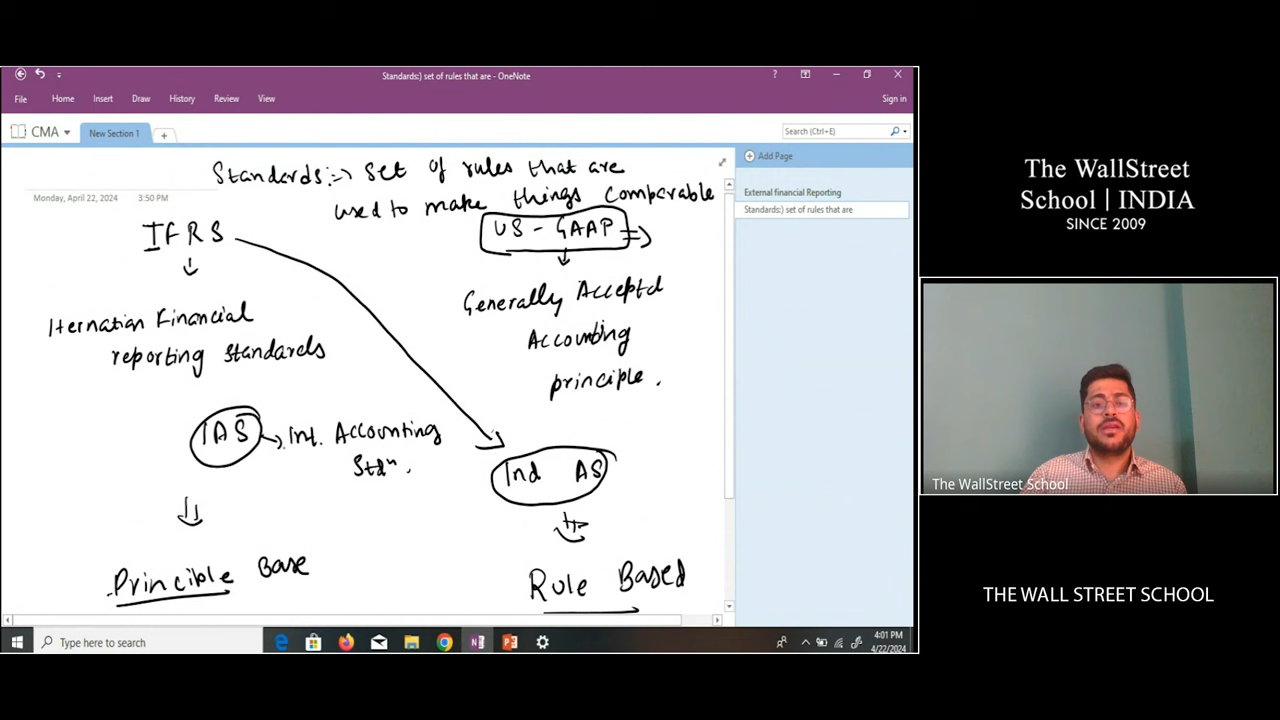 Standards:) set of rules that are - OneNote
?
File
Home
Insert
Draw
History
Review
View
Sign in
CMA
New Section 1
+
Search (Ctrl+E)
Add Page
External financial Reporting
Standards:) set of rules that are
Monday, April 22, 2024
3:50 PM
Standards:-> Set of rules that are
used to make things Comparable
IFRS
US - GAAP
Iternation Financial
reporting Standards
Generally Acceptd
Accounting
principle.
IAS
Int. Accounting
Stdn.
Ind AS
Principle Base
Rule Based
Type here to search
4:01 PM
4/22/2024
The WallStreet
School | INDIA
SINCE 2009
The WallStreet School
THE WALL STREET SCHOOL